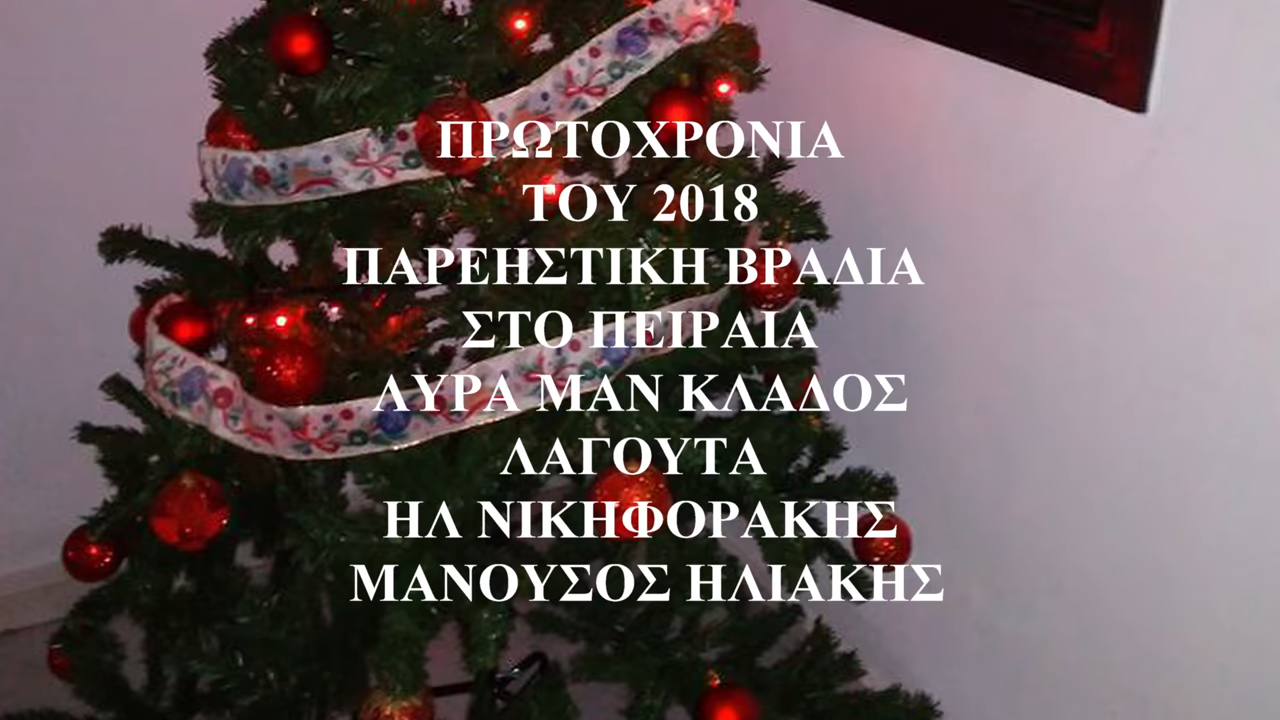 ΠΡΩΤΟΧΡΟΝΙΑ
ΤΟΥ 2018
ΠΑΡΕΗΣΤΙΚΗ ΒΡΑΔΙΑ
ΣΤΟ ΠΕΙΡΑΙΑ
ΛΥΡΑ ΜΑΝ ΚΛΑΔΟΣ
ΛΑΓΟΥΤΑ
ΗΛ ΝΙΚΗΦΟΡΑΚΗΣ
ΜΑΝΟΥΣΟΣ ΗΛΙΑΚΗΣ